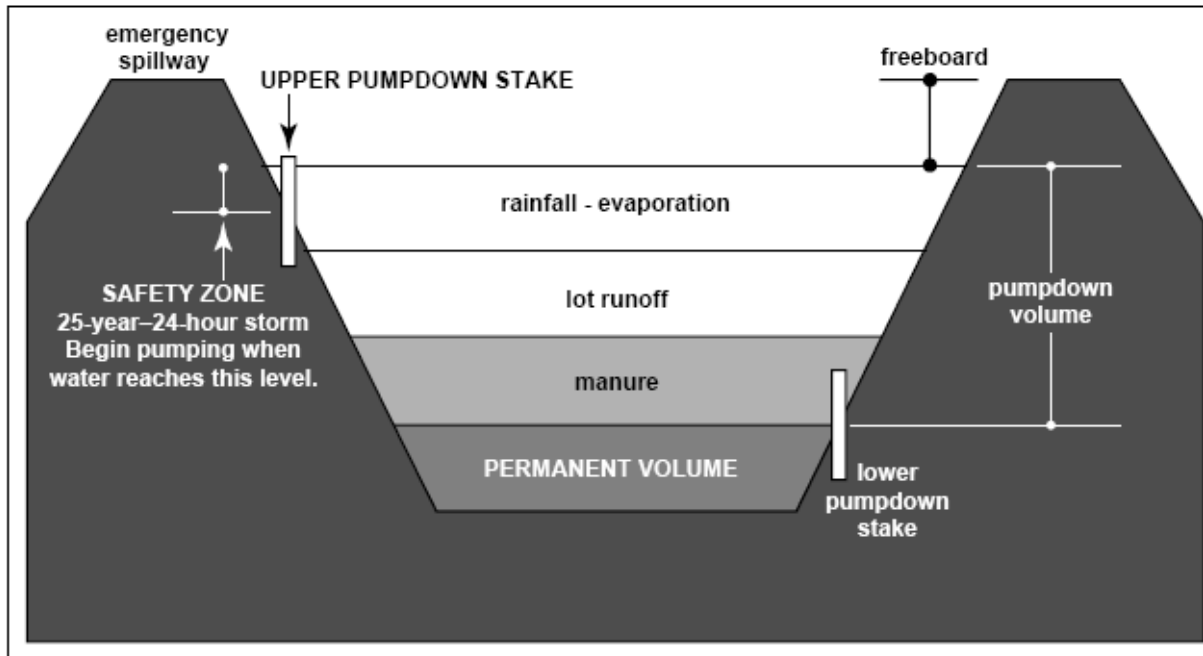 emergency
spillway
UPPER PUMPDOWN STAKE
freeboard
rainfall - evaporation
SAFETY ZONE
25-year–24-hour storm
Begin pumping when
water reaches this level.
lot runoff
pumpdown
volume
manure
PERMANENT VOLUME
lower
pumpdown
stake